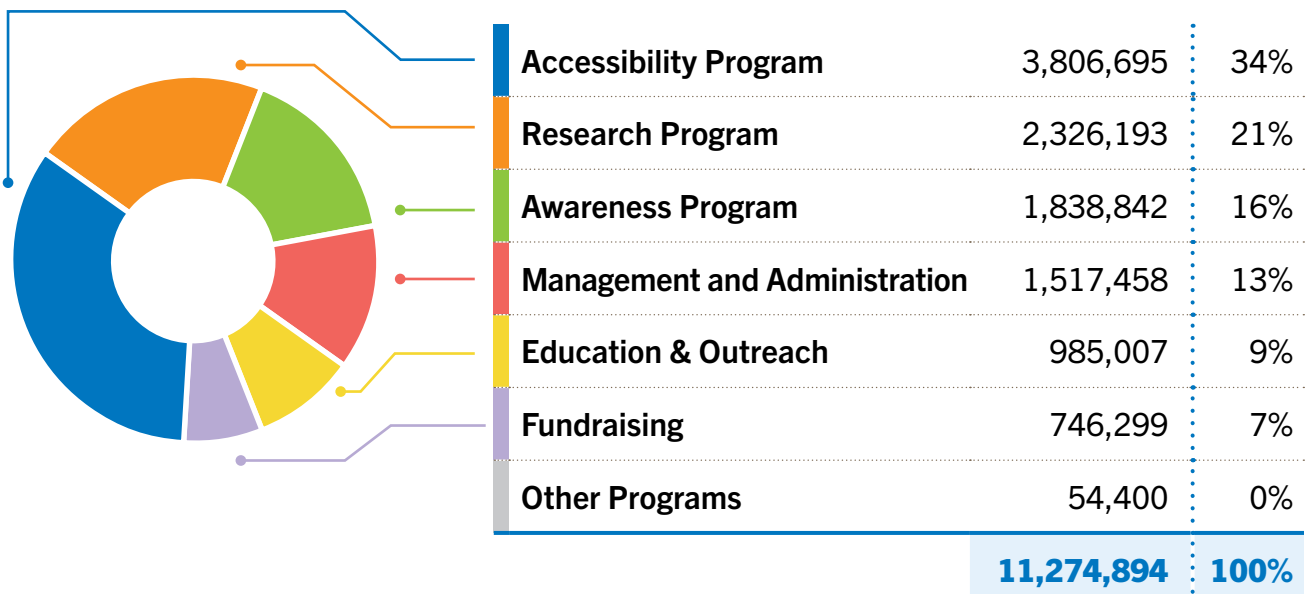 Accessibility Program 3,806,695 34%
Research Program 2,326,193 21%
Awareness Program 1,838,842 16%
Management and Administration 1,517,458 13%
Education & Outreach 985,007 9%
Fundraising 746,299 7%
Other Programs 54,400 0%
11,274,894 100%